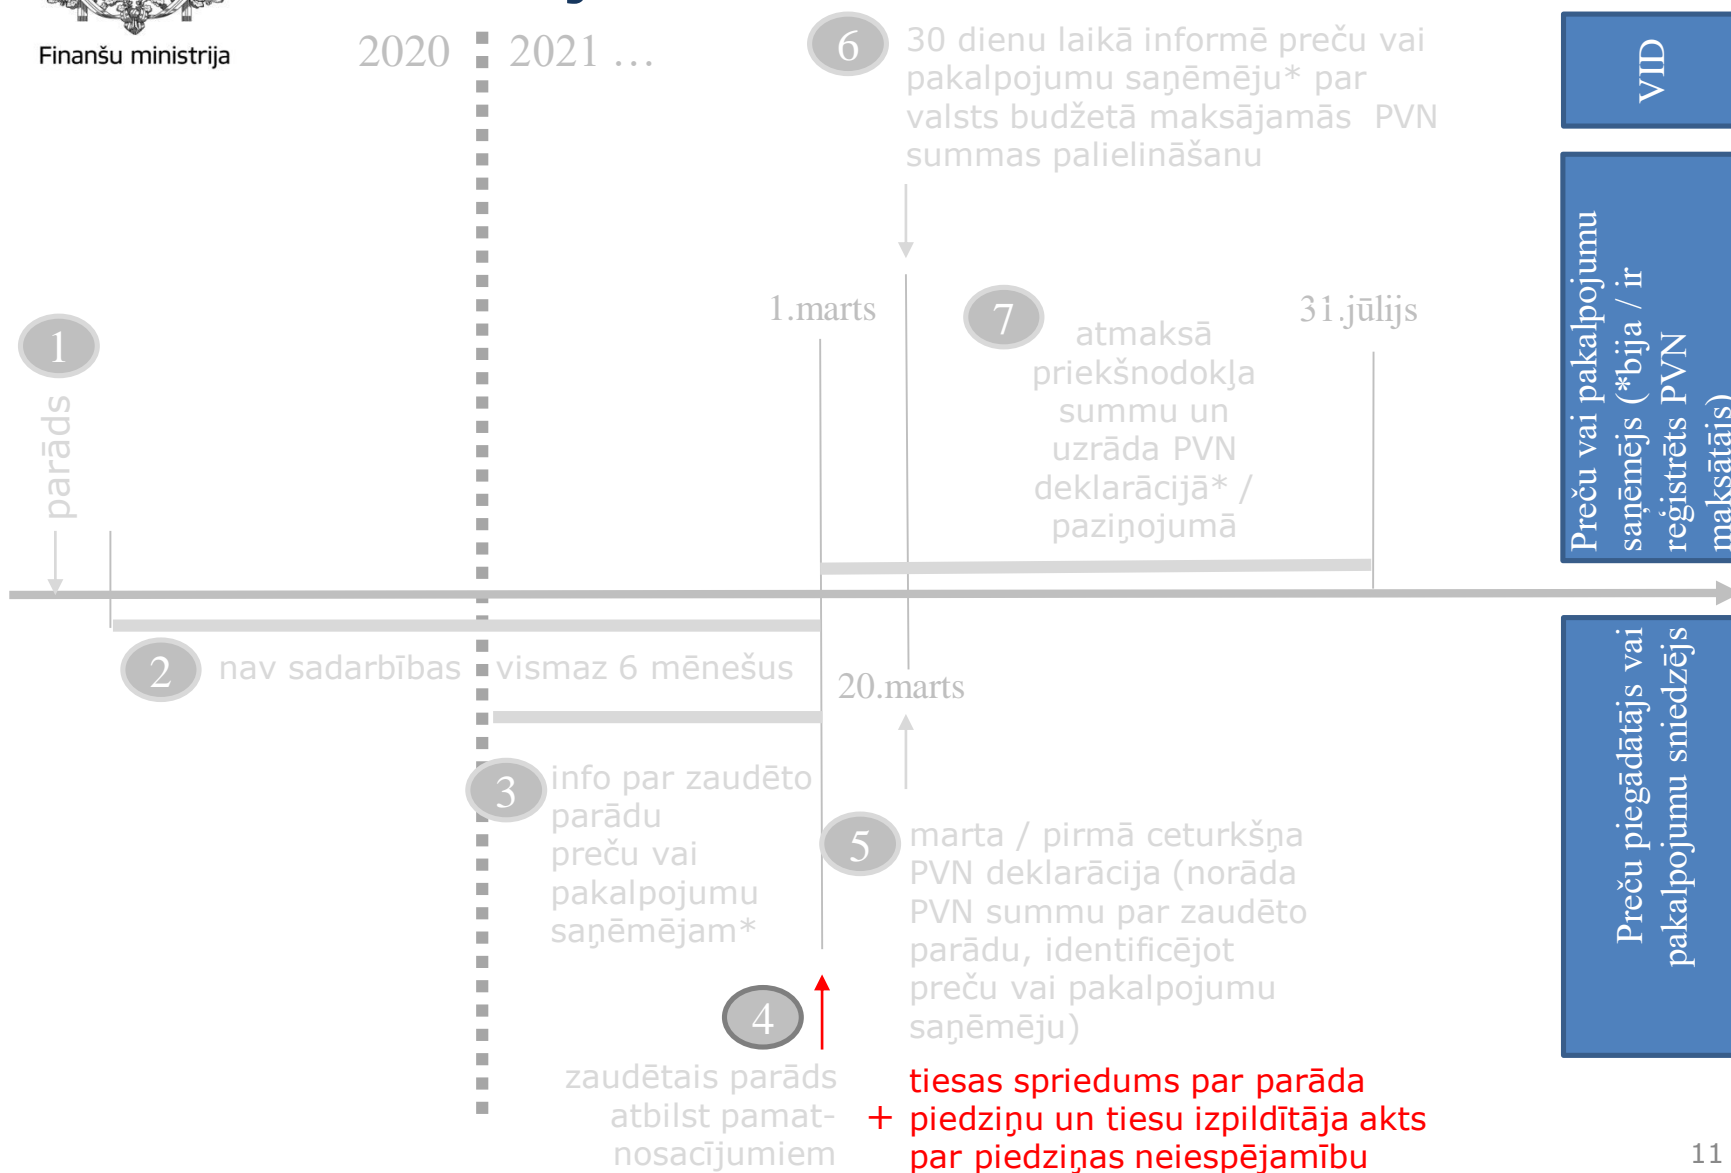 Finanšu ministrija
2020
2021 …
6
30 dienu laikā informē preču vai
pakalpojumu saņēmēju* par
valsts budžetā maksājamās PVN
summas palielināšanu
VID
1.marts
7
31.jūlijs
atmaksā
priekšnodokļa
summu un
uzrāda PVN
deklarācijā* /
paziņojumā
Preču vai pakalpojumu
saņēmējs (*bija / ir
reģistrēts PVN
maksātājs)
1
parāds
2
nav sadarbības
vismaz 6 mēnešus
20.marts
3
info par zaudēto
parādu
preču vai
pakalpojumu
saņēmējam*
5
marta / pirmā ceturkšņa
PVN deklarācija (norāda
PVN summu par zaudēto
parādu, identificējot
preču vai pakalpojumu
saņēmēju)
Preču piegādātājs vai
pakalpojumu sniedzējs
4
zaudētais parāds
atbilst pamat-
nosacījumiem
+
tiesas spriedums par parāda
piedziņu un tiesu izpildītāja akts
par piedziņas neiespējamību
11